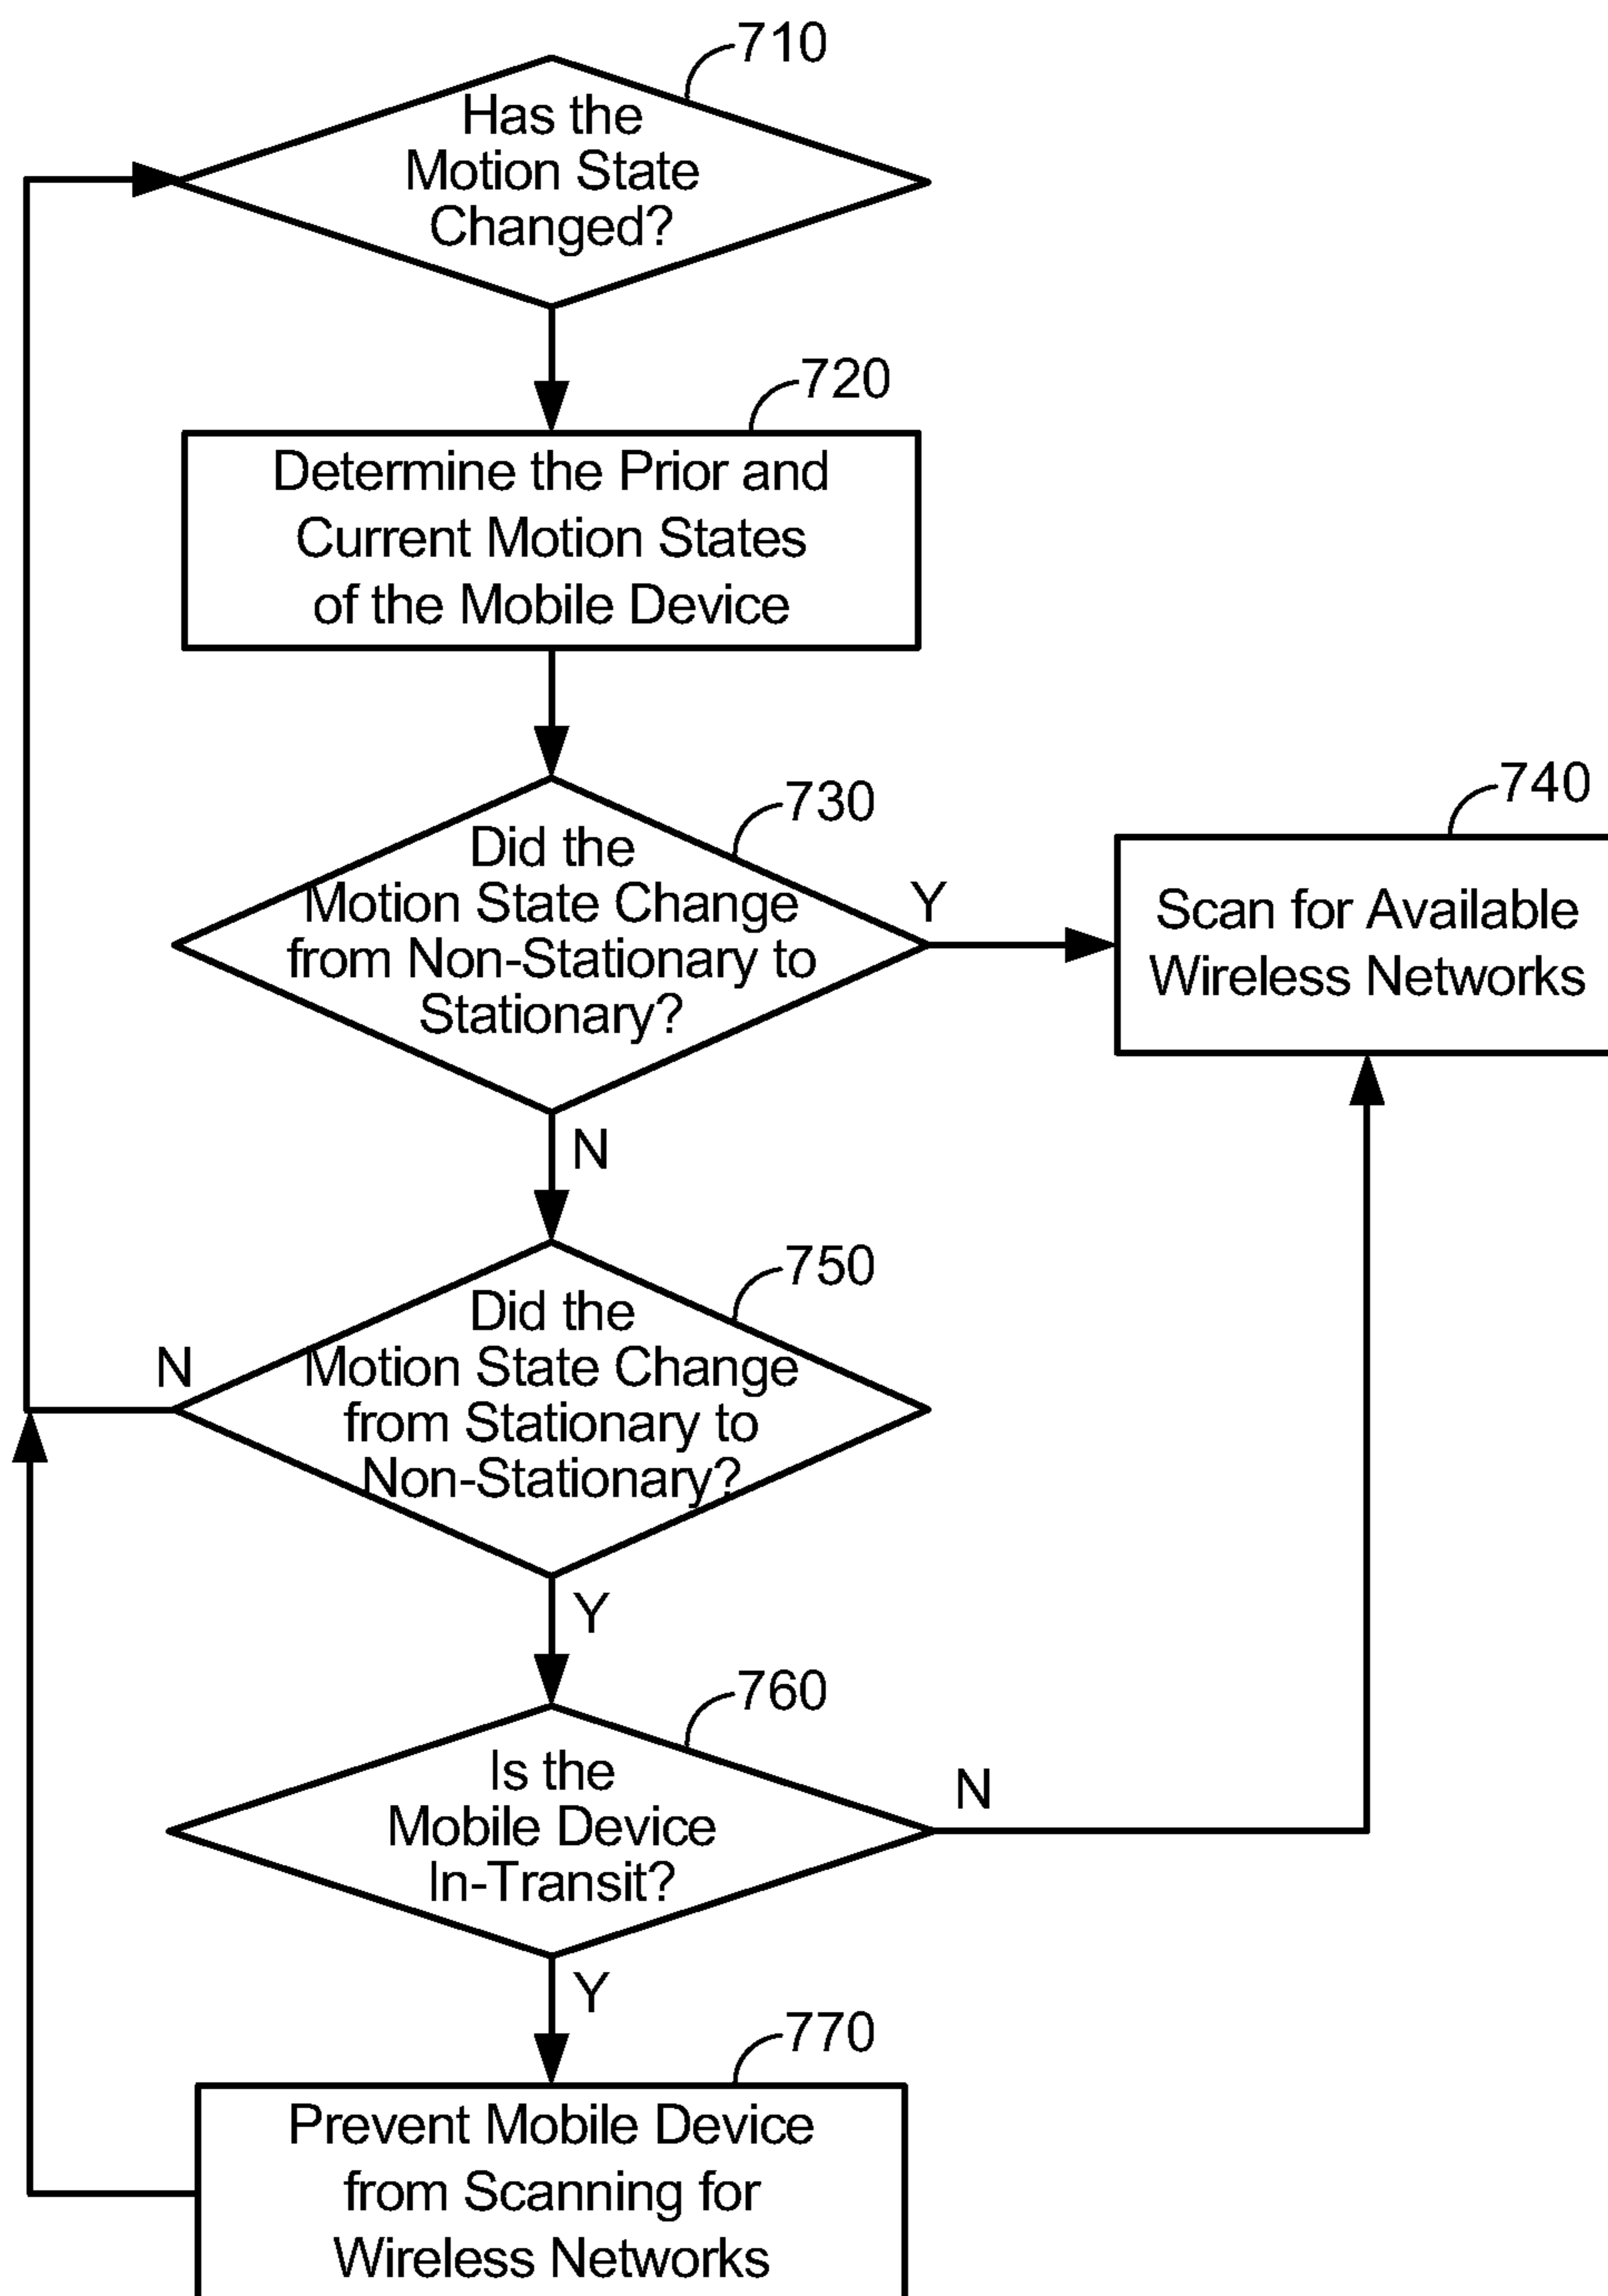 710
Has the
Motion State
Changed?
720
Determine the Prior and
Current Motion States
of the Mobile Device
730
Did the
Motion State Change
from Non-Stationary to
Stationary?
Y
740
Scan for Available
Wireless Networks
N
750
Did the
Motion State Change
from Stationary to
Non-Stationary?
N
Y
760
Is the
Mobile Device
In-Transit?
N
Y
770
Prevent Mobile Device
from Scanning for
Wireless Networks